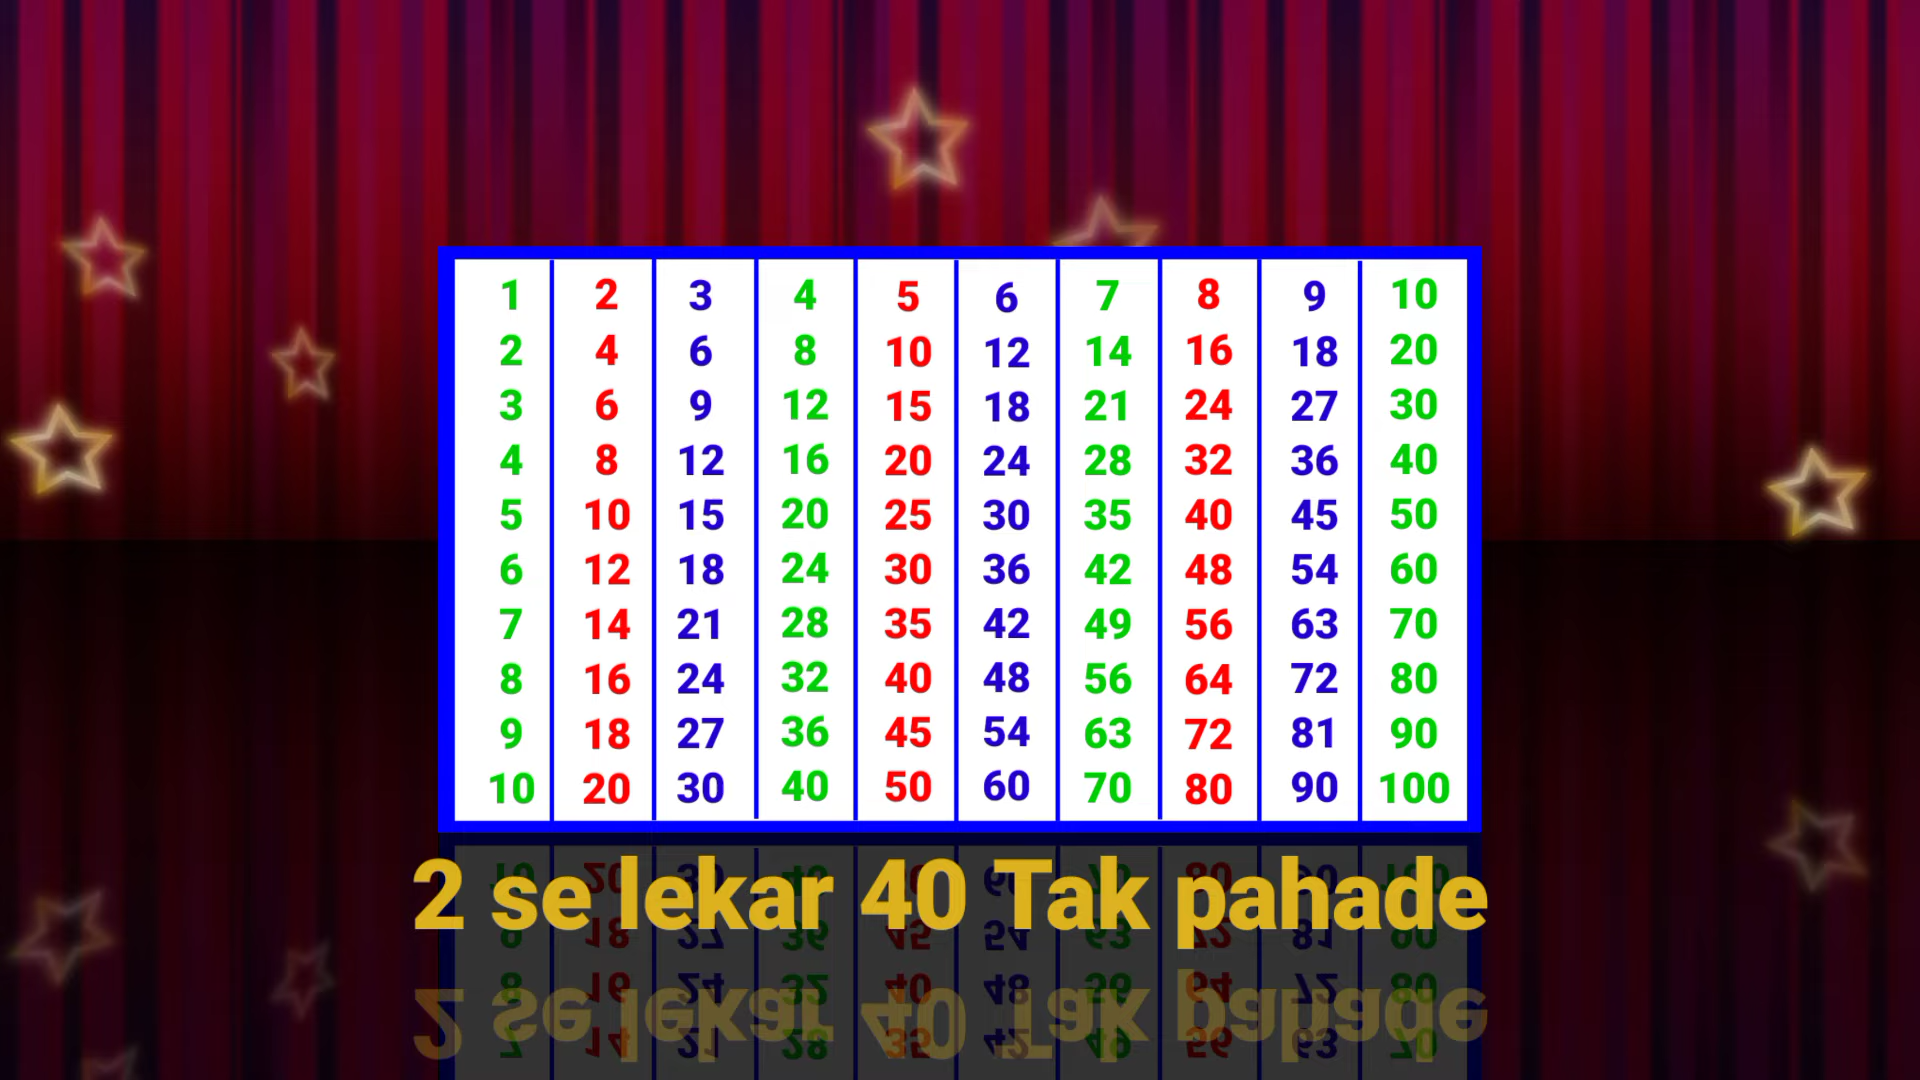 1 2 3 4 5 6 7 8 9 10
2 4 6 8 10 12 14 16 18 20
3 6 9 12 15 18 21 24 27 30
4 8 12 16 20 24 28 32 36 40
5 10 15 20 25 30 35 40 45 50
6 12 18 24 30 36 42 48 54 60
7 14 21 28 35 42 49 56 63 70
8 16 24 32 40 48 56 64 72 80
9 18 27 36 45 54 63 72 81 90
10 20 30 40 50 60 70 80 90 100
2 se lekar 40 Tak pahade